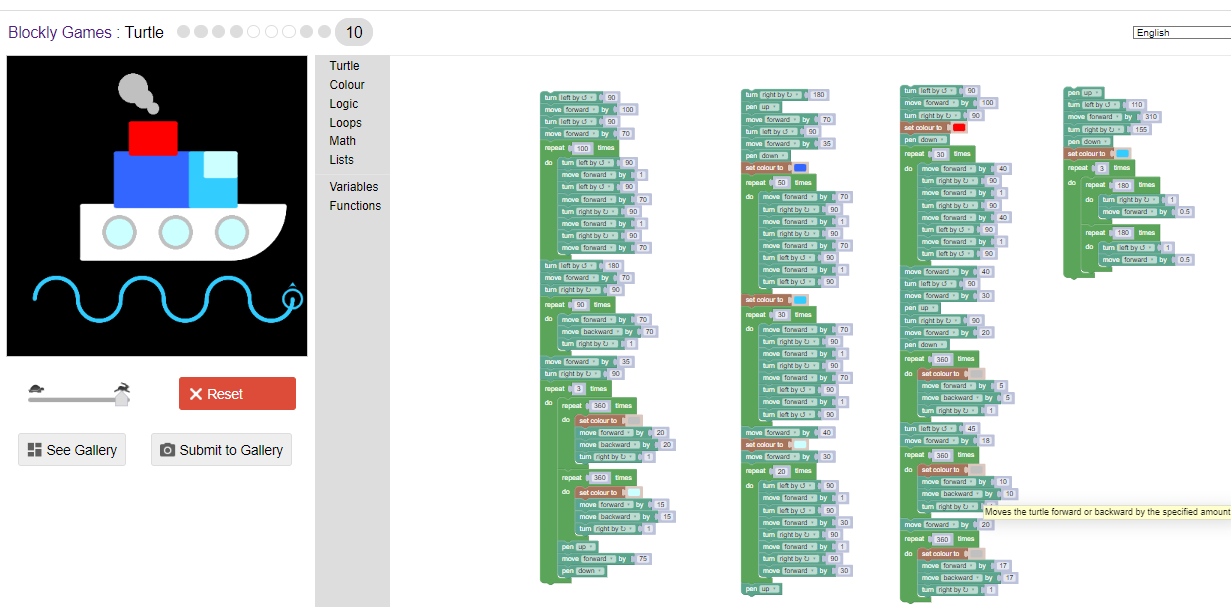 Blockly Games : Turtle
10
English
Turtle
Colour
Logic
Loops
Math
Lists
Variables
Functions
Reset
See Gallery
Submit to Gallery
turn left by ↺ 90
move forward by 100
turn left by ↺ 90
move forward by 70
repeat 100 times
do turn left by ↺ 90
move forward by 1
turn left by ↺ 90
move forward by 70
turn right by ↻ 90
move forward by 1
turn right by ↻ 90
move forward by 70
turn left by ↺ 180
move forward by 70
turn right by ↻ 90
repeat 90 times
do move forward by 70
move backward by 70
turn right by ↻ 1
move forward by 35
turn right by ↻ 90
repeat 3 times
do repeat 360 times
do set colour to
move forward by 20
move backward by 20
turn right by ↻ 1
repeat 360 times
do set colour to
move forward by 15
move backward by 15
turn right by ↻ 1
pen up
move forward by 75
pen down
turn right by ↻ 180
pen up
move forward by 70
turn left by ↺ 90
move forward by 35
pen down
set colour to
repeat 50 times
do move forward by 70
turn right by ↻ 90
move forward by 1
turn right by ↻ 90
move forward by 70
turn left by ↺ 90
move forward by 1
turn left by ↺ 90
set colour to
repeat 30 times
do move forward by 70
turn right by ↻ 90
move forward by 1
turn right by ↻ 90
move forward by 70
turn left by ↺ 90
move forward by 1
turn left by ↺ 90
move forward by 40
set colour to
move forward by 30
repeat 20 times
do turn left by ↺ 90
move forward by 1
turn left by ↺ 90
move forward by 30
turn right by ↻ 90
move forward by 1
turn right by ↻ 90
move forward by 30
pen up
turn left by ↺ 90
move forward by 100
turn right by ↻ 90
set colour to
pen down
repeat 30 times
do move forward by 40
turn right by ↻ 90
move forward by 1
turn right by ↻ 90
move forward by 40
turn left by ↺ 90
move forward by 1
turn left by ↺ 90
move forward by 40
turn left by ↺ 90
move forward by 30
pen up
turn right by ↻ 90
move forward by 20
pen down
repeat 360 times
do set colour to
move forward by 5
move backward by 5
turn right by ↻ 1
turn left by ↺ 45
move forward by 18
repeat 360 times
do set colour to
move forward by 10
move backward by 10
turn right by ↻
Moves the turtle forward or backward by the specified amount
move forward by 20
repeat 360 times
do set colour to
move forward by 17
move backward by 17
turn right by ↻ 1
pen up
turn left by ↺ 110
move forward by 310
turn right by ↻ 155
pen down
set colour to
repeat 3 times
do repeat 180 times
do turn right by ↻ 1
move forward by 0.5
repeat 180 times
do turn left by ↺ 1
move forward by 0.5